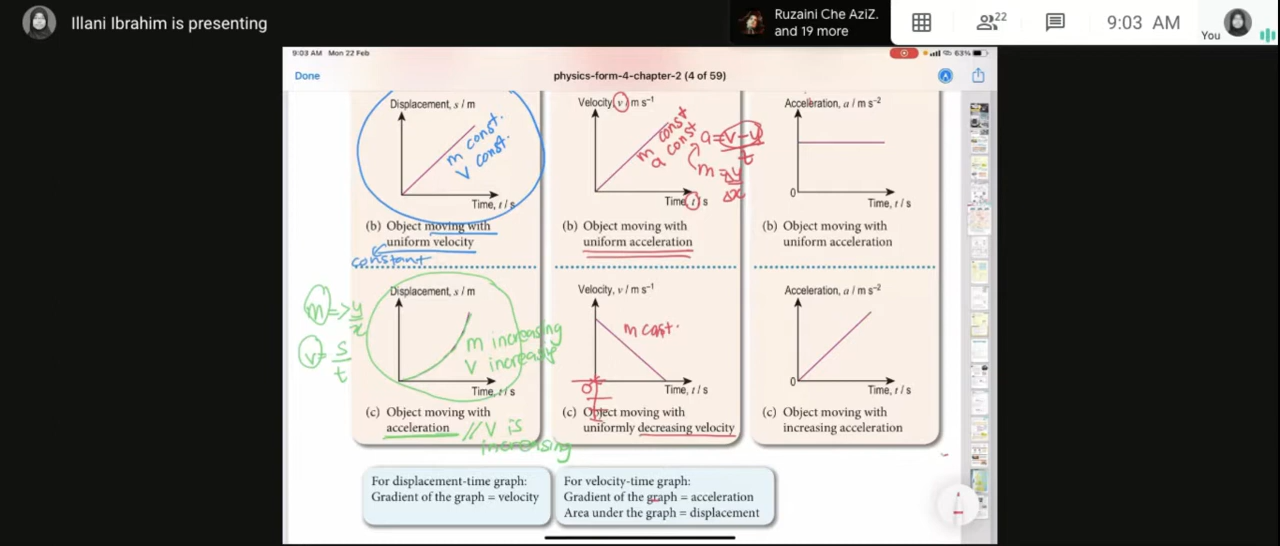 Illani Ibrahim is presenting
Ruzaini Che AziZ.
and 19 more
22
9:03 AM
You
9:03 AM Mon 22 Feb
63%
Done
physics-form-4-chapter-2 (4 of 59)
Displacement, s / m
m const.
v const.
Time, t / s
(b) Object moving with
uniform velocity
constant
Velocity, v / m s⁻¹
m const
a const
a = v-u
t
m = Δy
Δx
Time, t / s
(b) Object moving with
uniform acceleration
Acceleration, a / m s⁻²
0
Time, t / s
(b) Object moving with
uniform acceleration
m => y
x
v = s
t
Displacement, s / m
m increasing
v increasing
Time, t / s
(c) Object moving with
acceleration // v is
increasing
Velocity, v / m s⁻¹
m cast.
0
Time, t / s
(c) Object moving with
uniformly decreasing velocity
Acceleration, a / m s⁻²
0
Time, t / s
(c) Object moving with
increasing acceleration
For displacement-time graph:
Gradient of the graph = velocity
For velocity-time graph:
Gradient of the graph = acceleration
Area under the graph = displacement